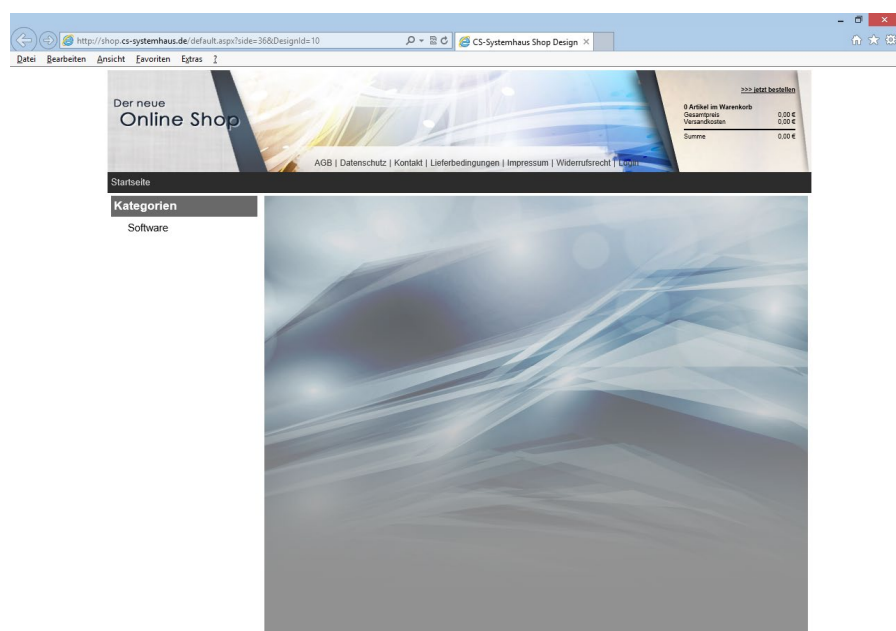 http://shop.cs-systemhaus.de/default.aspx?side=36&DesignId=10
CS-Systemhaus Shop Design
Datei Bearbeiten Ansicht Favoriten Extras ?
Der neue
Online Shop
>>> jetzt bestellen
0 Artikel im Warenkorb
Gesamtpreis 0,00 €
Versandkosten 0,00 €
Summe 0,00 €
AGB | Datenschutz | Kontakt | Lieferbedingungen | Impressum | Widerrufsrecht | Login
Startseite
Kategorien
Software